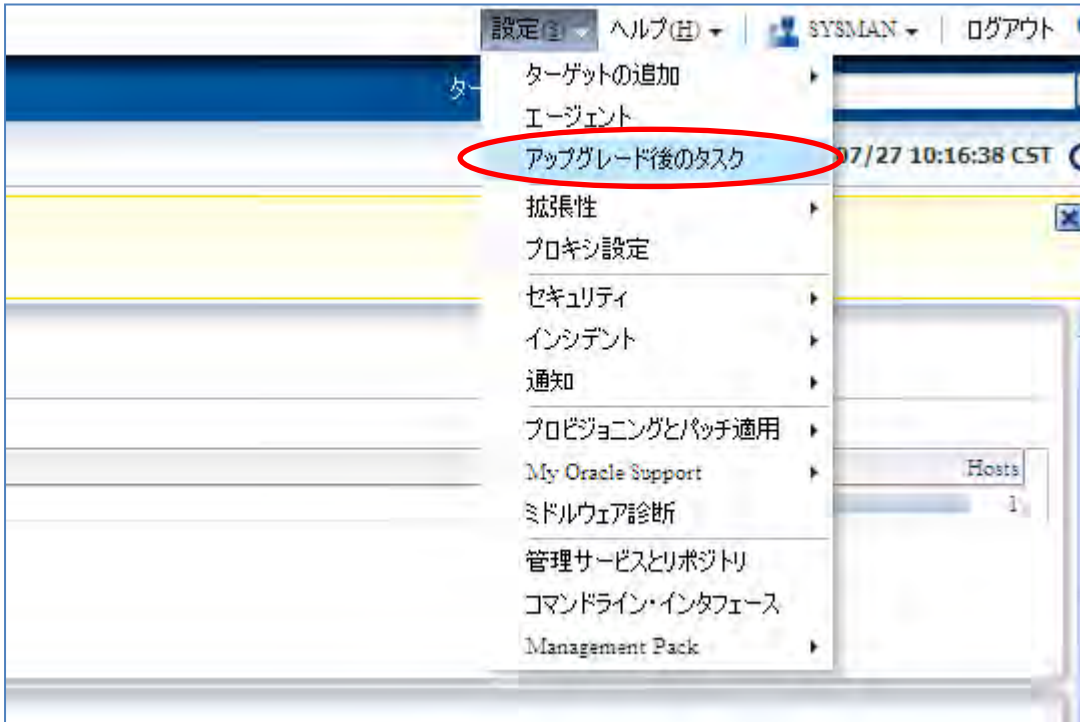 設定(S) ヘルプ(H) SYSMAN ログアウト
ター
ターゲットの追加
エージェント
アップグレード後のタスク
07/27 10:16:38 CST
拡張性
プロキシ設定
セキュリティ
インシデント
通知
プロビジョニングとパッチ適用
My Oracle Support
Hosts
ミドルウェア診断
1
管理サービスとリポジトリ
コマンドライン・インタフェース
Management Pack